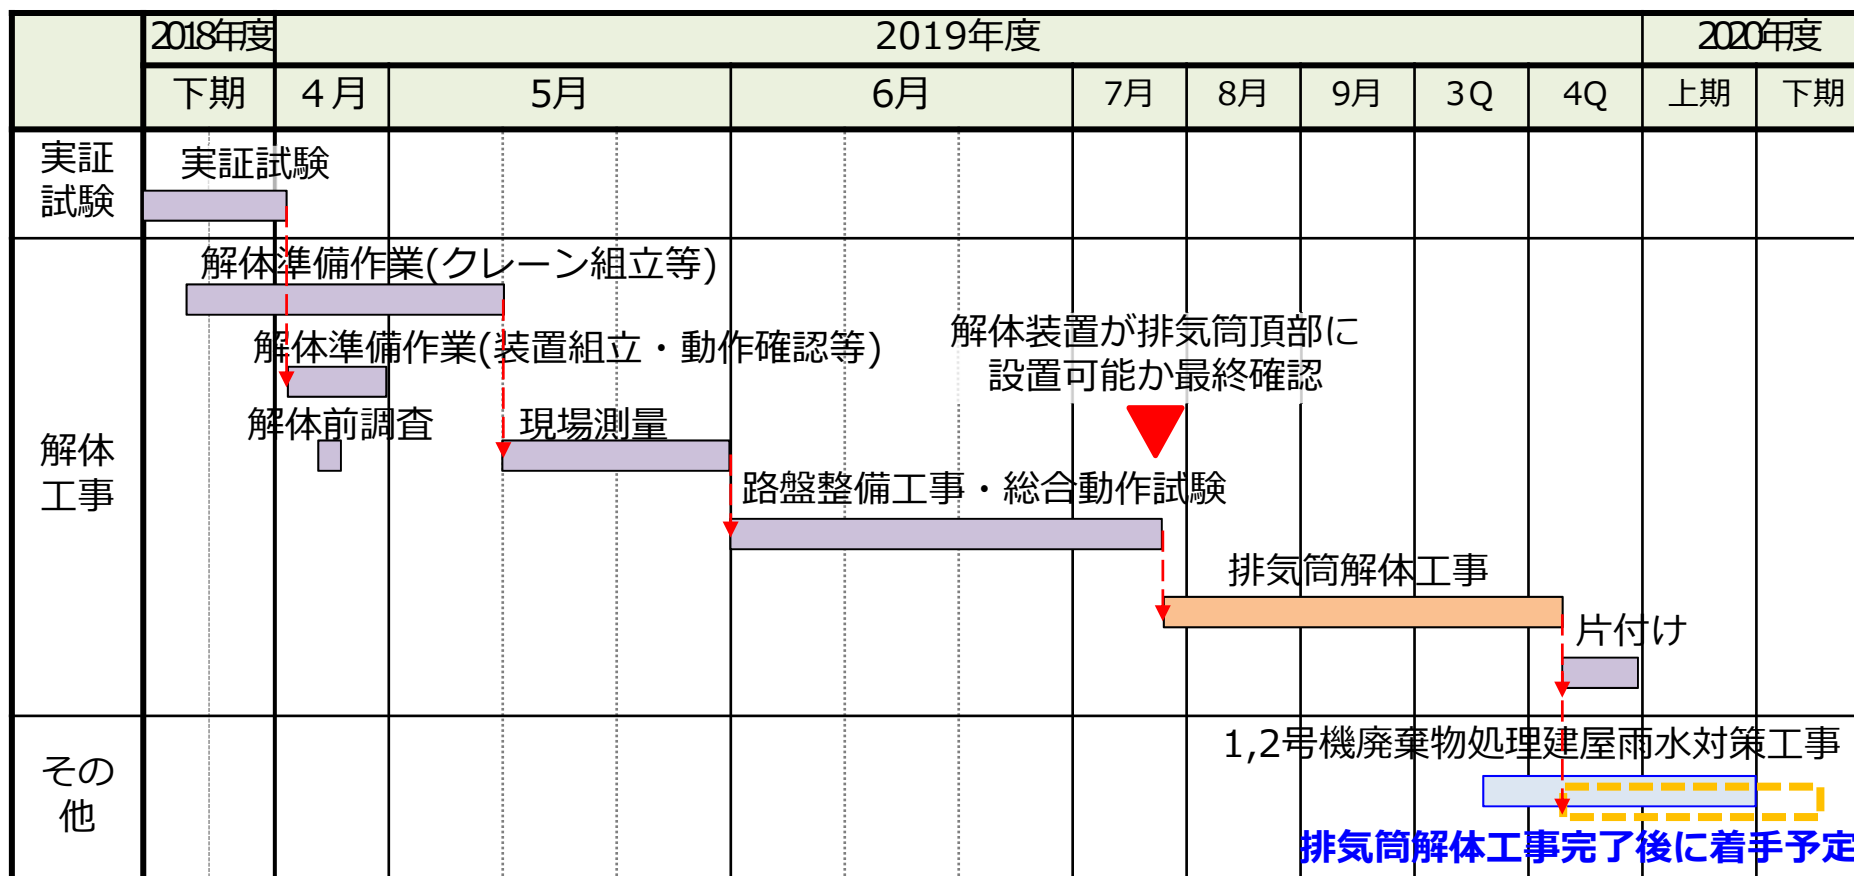 2018年度 2019年度 2020年度
下期 4月 5月 6月 7月 8月 9月 3Q 4Q 上期 下期
実証
試験
実証試験
解体
工事
解体準備作業(クレーン組立等)
解体準備作業(装置組立・動作確認等)
解体装置が排気筒頂部に
設置可能か最終確認
解体前調査
現場測量
路盤整備工事・総合動作試験
排気筒解体工事
片付け
その
他
1,2号機廃棄物処理建屋雨水対策工事
排気筒解体工事完了後に着手予定